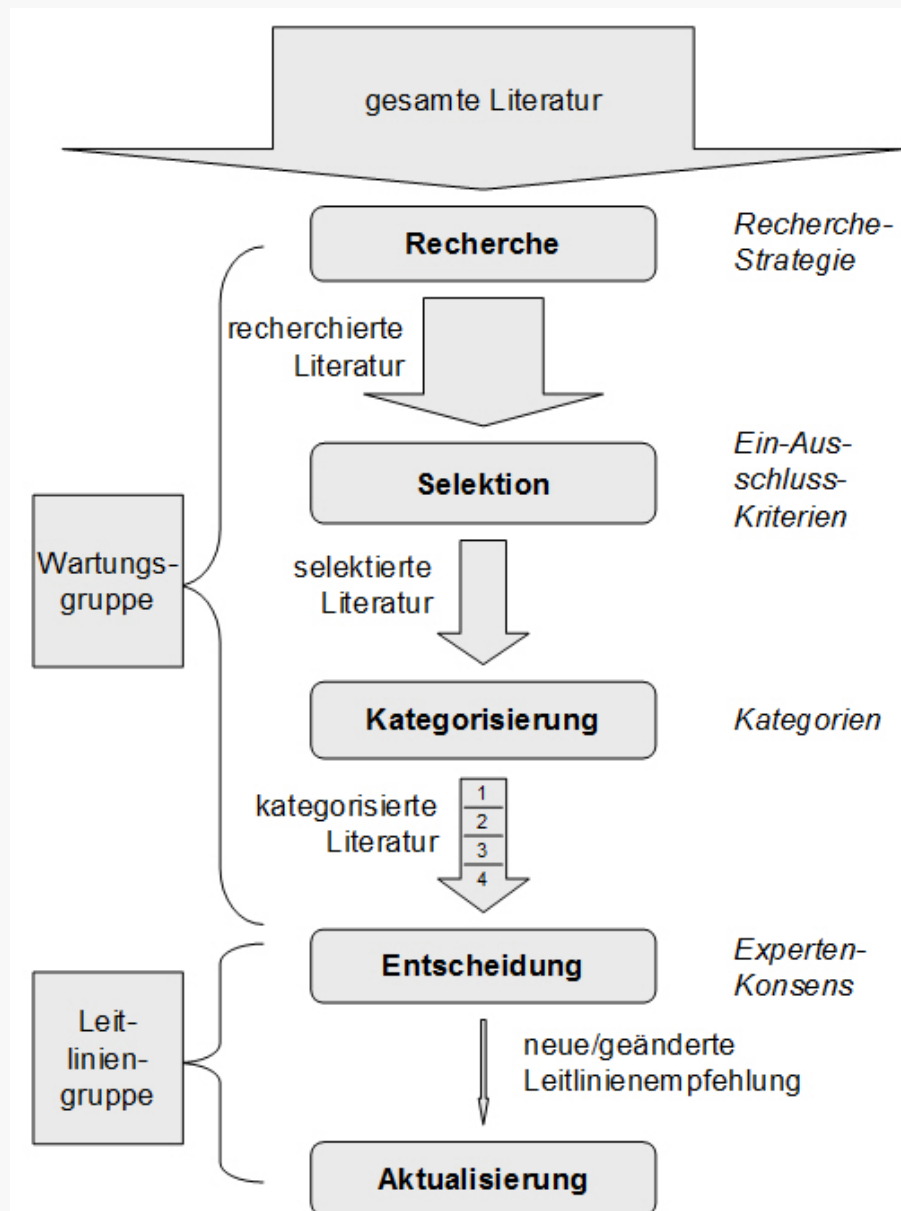 gesamte Literatur
Recherche
Recherche-
Strategie
recherchierte
Literatur
Selektion
Ein-Aus-
schluss-
Kriterien
Wartungs-
gruppe
selektierte
Literatur
Kategorisierung
Kategorien
kategorisierte
Literatur
1
2
3
4
Entscheidung
Experten-
Konsens
Leit-
linien-
gruppe
neue/geänderte
Leitlinienempfehlung
Aktualisierung